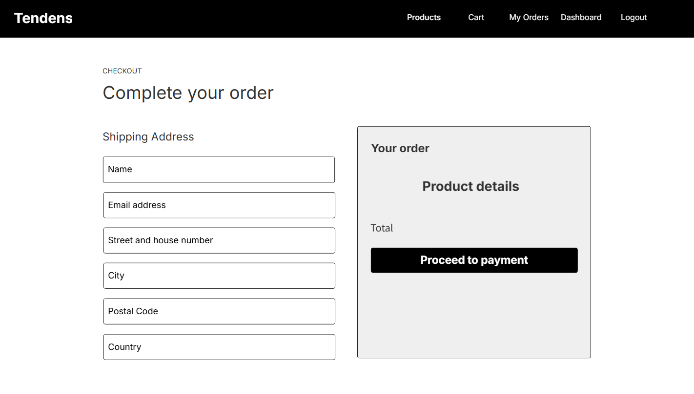 Tendens
Products Cart My Orders Dashboard Logout
CHECKOUT
Complete your order
Shipping Address
Name
Email address
Street and house number
City
Postal Code
Country
Your order
Product details
Total
Proceed to payment